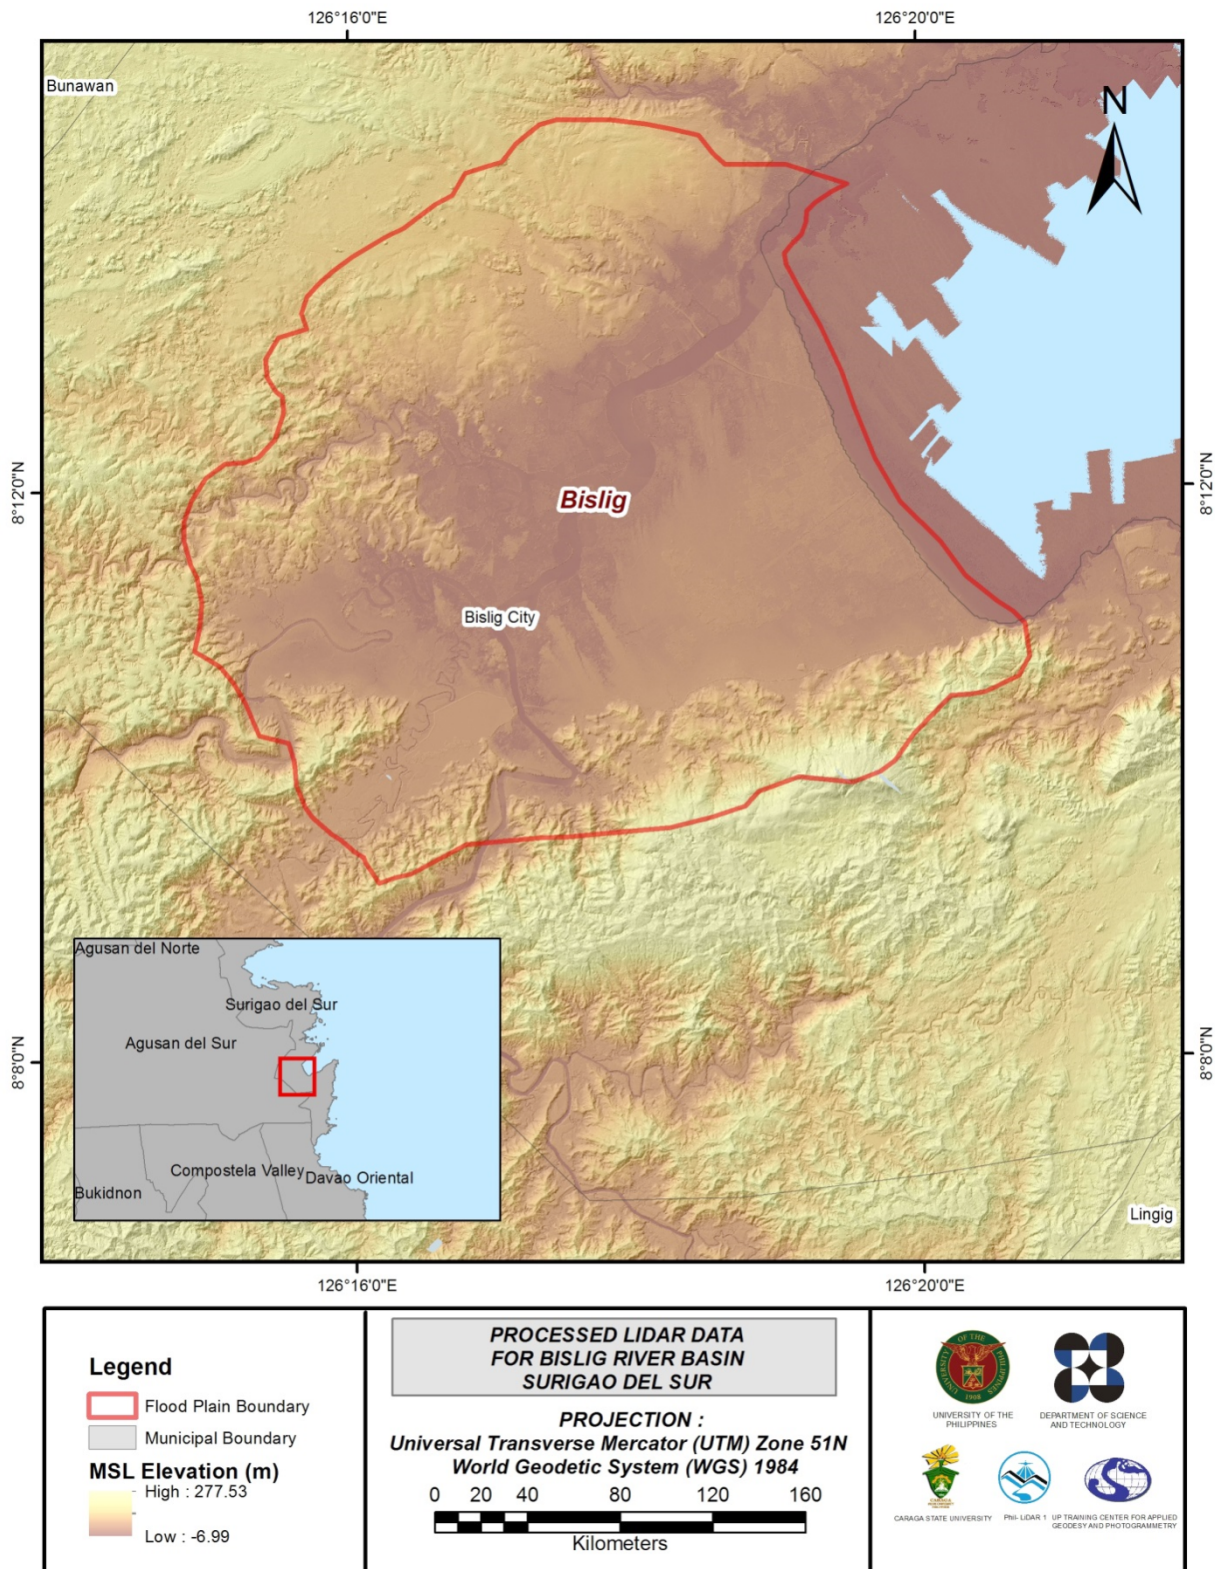 126°16'0"E
126°20'0"E
Bunawan
N
8°12'0"N
8°12'0"N
Bislig
Bislig City
Agusan del Norte
Surigao del Sur
Agusan del Sur
8°8'0"N
8°8'0"N
Compostela Valley
Davao Oriental
Bukidnon
Lingig
126°16'0"E
126°20'0"E
Legend
Flood Plain Boundary
Municipal Boundary
MSL Elevation (m)
High : 277.53
Low : -6.99
PROCESSED LIDAR DATA
FOR BISLIG RIVER BASIN
SURIGAO DEL SUR
PROJECTION :
Universal Transverse Mercator (UTM) Zone 51N
World Geodetic System (WGS) 1984
0 20 40 80 120 160
Kilometers
UNIVERSITY OF THE PHILIPPINES
1908
UNIVERSITY OF THE
PHILIPPINES
DEPARTMENT OF SCIENCE
AND TECHNOLOGY
CARAGA STATE UNIVERSITY
Phil- LiDAR 1
UP TRAINING CENTER FOR APPLIED
GEODESY AND PHOTOGRAMMETRY